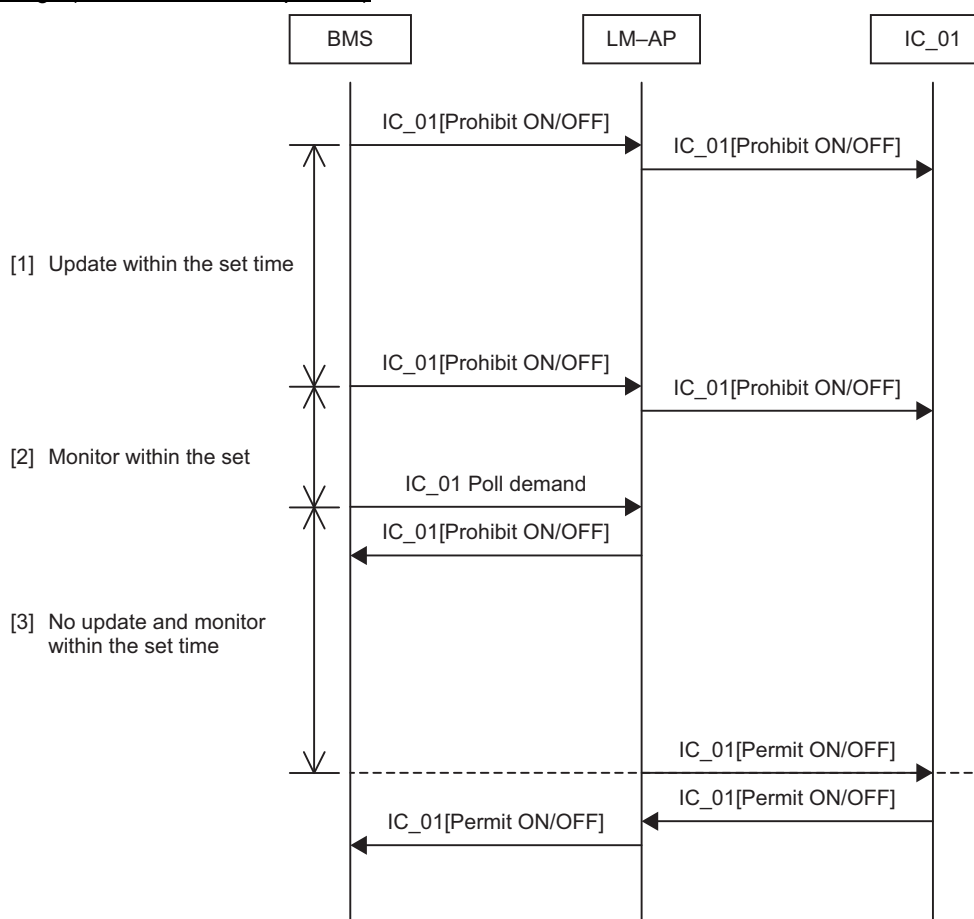 BMS
LM–AP
IC_01
IC_01[Prohibit ON/OFF]
IC_01[Prohibit ON/OFF]
[1] Update within the set time
IC_01[Prohibit ON/OFF]
IC_01[Prohibit ON/OFF]
[2] Monitor within the set
IC_01 Poll demand
IC_01[Prohibit ON/OFF]
[3] No update and monitor
within the set time
IC_01[Permit ON/OFF]
IC_01[Permit ON/OFF]
IC_01[Permit ON/OFF]